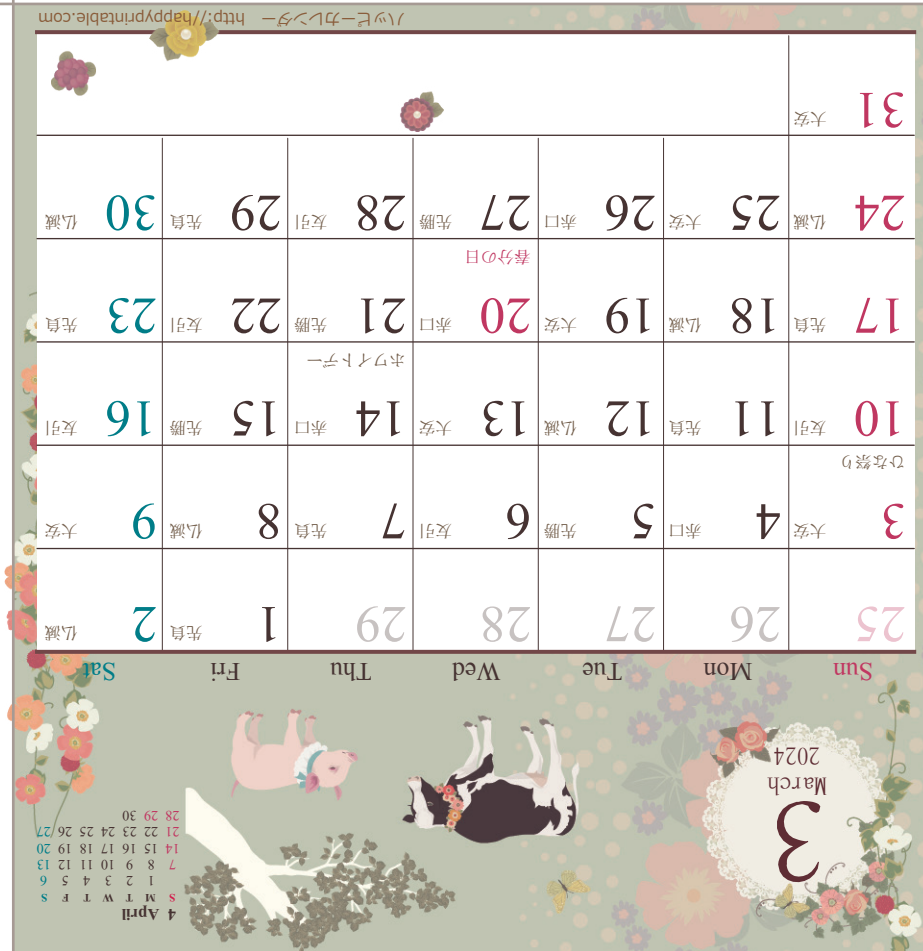 3
March
2024
4 April
S M T W T F S
1 2 3 4 5 6
7 8 9 10 11 12 13
14 15 16 17 18 19 20
21 22 23 24 25 26 27
28 29 30
Sun Mon Tue Wed Thu Fri Sat
25 26 27 28 29 1 先負 2 仏滅
3 大安 4 赤口 5 先勝 6 友引 7 先負 8 仏滅 9 大安
ひな祭り
10 友引 11 先負 12 仏滅 13 大安 14 赤口 15 先勝 16 友引
ホワイトデー
17 先負 18 仏滅 19 大安 20 赤口 21 先勝 22 友引 23 先負
春分の日
24 仏滅 25 大安 26 赤口 27 先勝 28 友引 29 先負 30 仏滅
31 大安
ハッピーカレンダー http://happyprintable.com